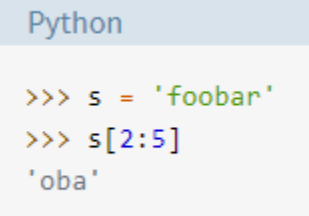 Python
>>> s = 'foobar'
>>> s[2:5]
'oba'